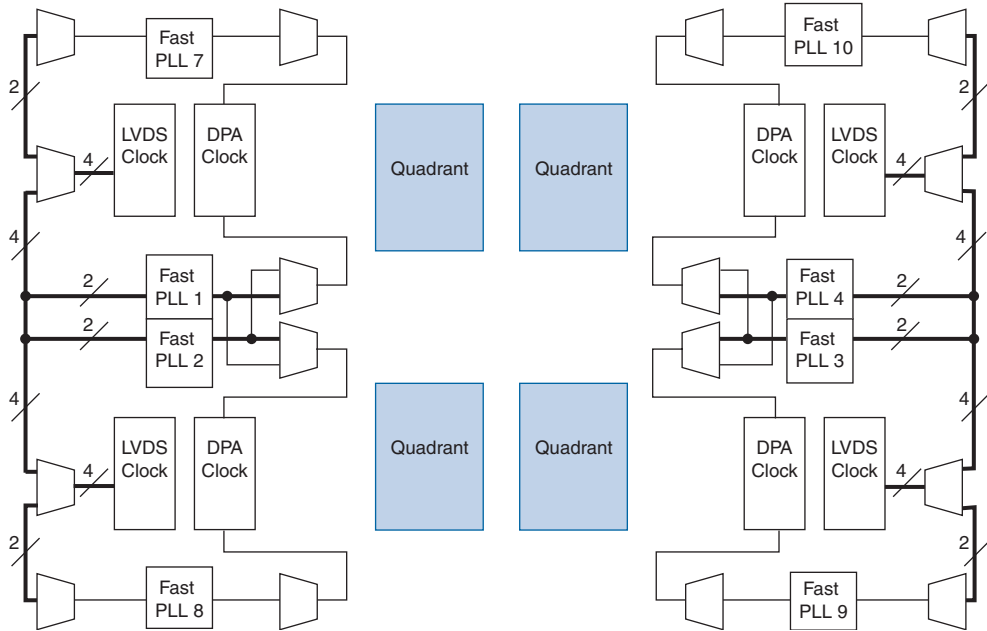 Fast
PLL 7
Fast
PLL 10
2
2
LVDS
Clock
DPA
Clock
Quadrant
Quadrant
DPA
Clock
LVDS
Clock
4
4
4
4
2
Fast
PLL 1
Fast
PLL 4
2
2
Fast
PLL 2
Fast
PLL 3
2
4
4
LVDS
Clock
DPA
Clock
Quadrant
Quadrant
DPA
Clock
LVDS
Clock
4
4
2
2
Fast
PLL 8
Fast
PLL 9